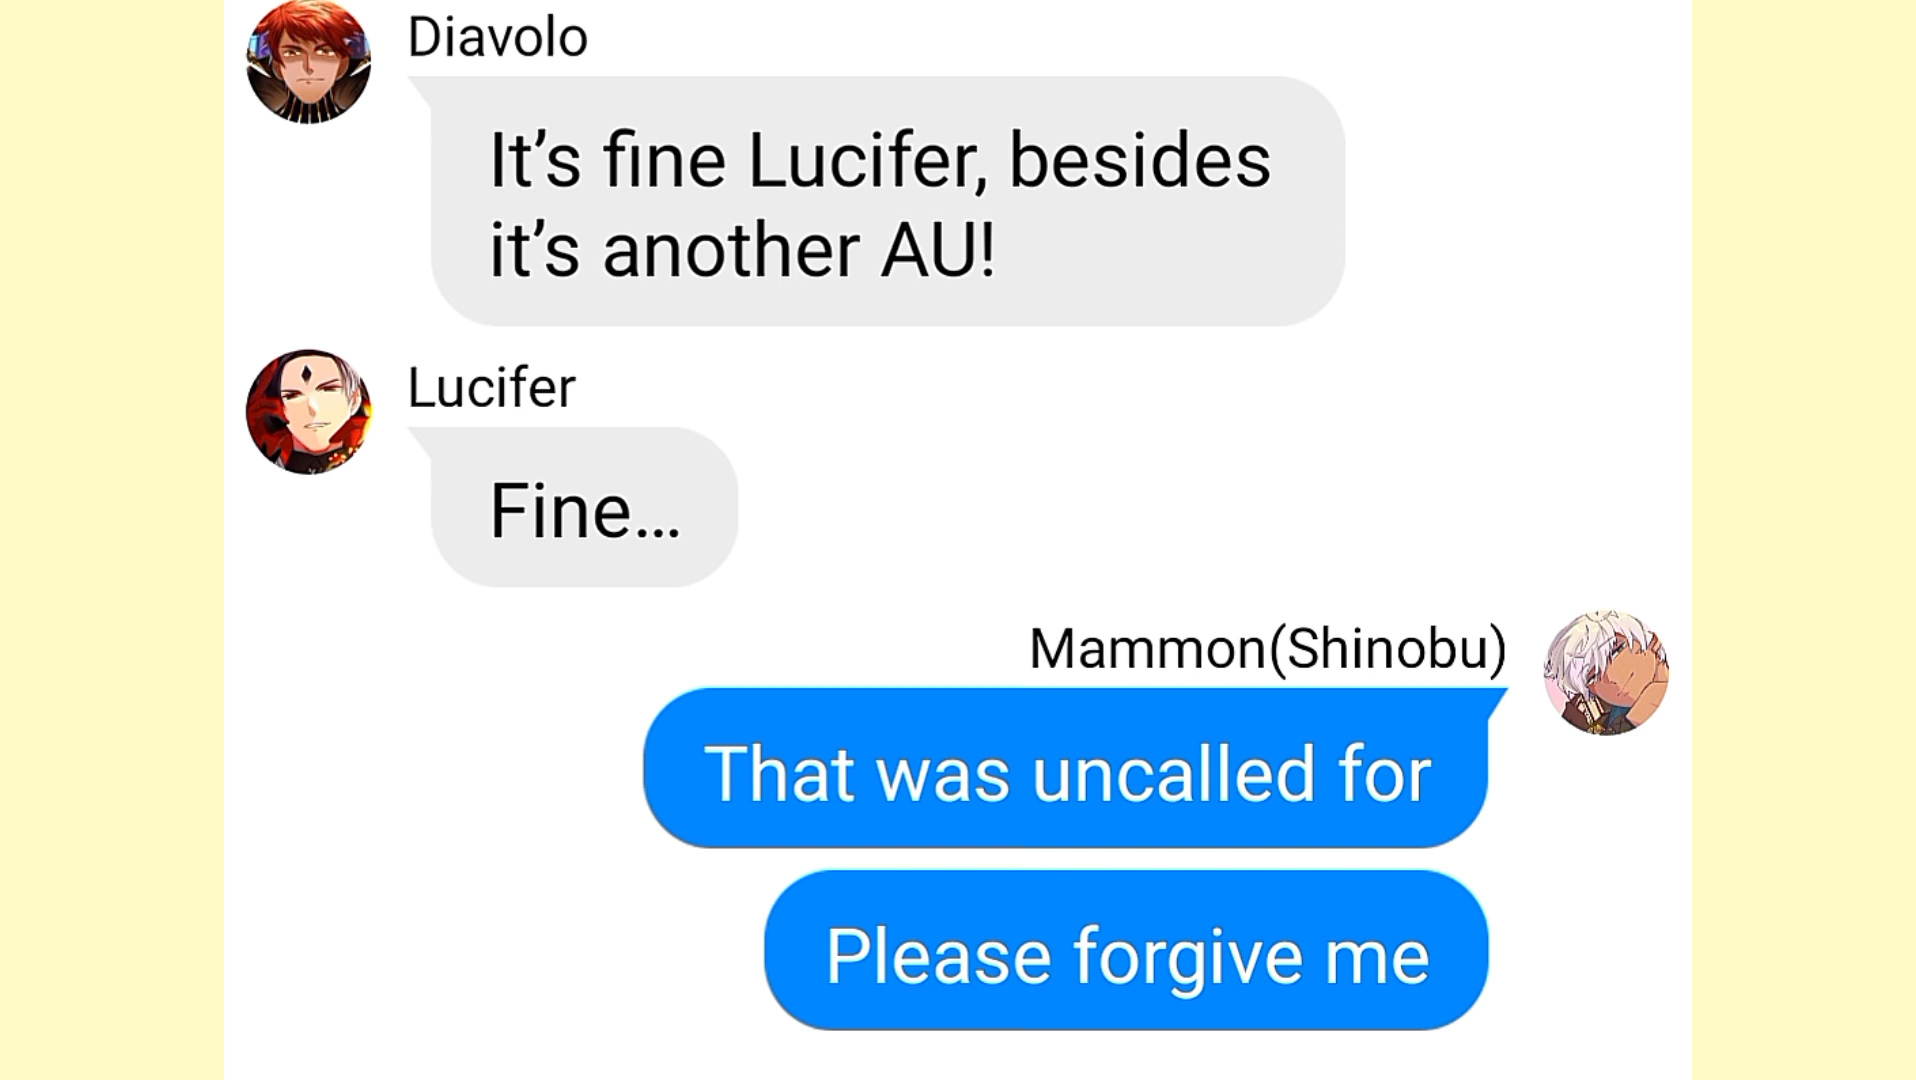 Diavolo
It’s fine Lucifer, besides
it’s another AU!
Lucifer
Fine...
Mammon(Shinobu)
That was uncalled for
Please forgive me